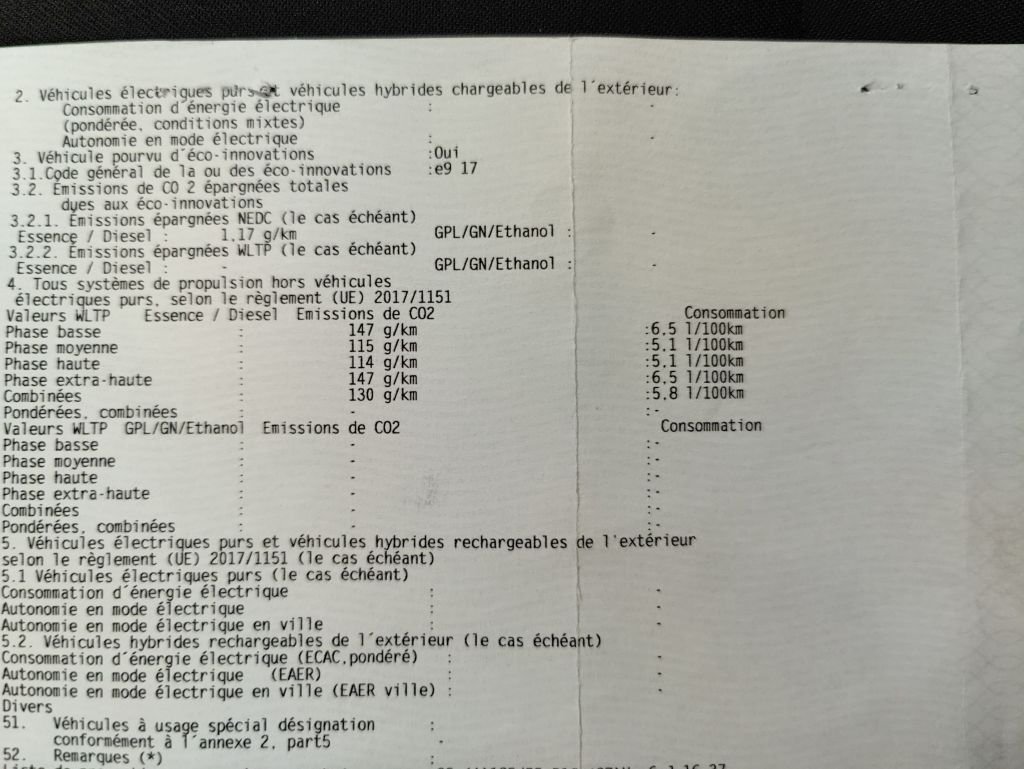 2. Véhicules électriques purs et véhicules hybrides chargeables de l'extérieur:
Consommation d'énergie électrique : -
(pondérée, conditions mixtes)
Autonomie en mode électrique : -
3. Véhicule pourvu d'éco-innovations :Oui
3.1.Code général de la ou des éco-innovations :e9 17
3.2. Emissions de CO 2 épargnées totales
dues aux éco-innovations
3.2.1. Émissions épargnées NEDC (le cas échéant)
Essence / Diesel : 1,17 g/km GPL/GN/Ethanol : -
3.2.2. Émissions épargnées WLTP (le cas échéant)
Essence / Diesel : - GPL/GN/Ethanol : -
4. Tous systèmes de propulsion hors véhicules
électriques purs, selon le règlement (UE) 2017/1151
Valeurs WLTP Essence / Diesel Emissions de CO2 Consommation
Phase basse : 147 g/km :6,5 l/100km
Phase moyenne : 115 g/km :5,1 l/100km
Phase haute : 114 g/km :5,1 l/100km
Phase extra-haute : 147 g/km :6,5 l/100km
Combinées : 130 g/km :5,8 l/100km
Pondérées, combinées : - :-
Valeurs WLTP GPL/GN/Ethanol Emissions de CO2 Consommation
Phase basse : - :-
Phase moyenne : - :-
Phase haute : - :-
Phase extra-haute : - :-
Combinées : - :-
Pondérées, combinées : - :-
5. Véhicules électriques purs et véhicules hybrides rechargeables de l'extérieur
selon le règlement (UE) 2017/1151 (le cas échéant)
5.1 Véhicules électriques purs (le cas échéant)
Consommation d'énergie électrique : -
Autonomie en mode électrique : -
Autonomie en mode électrique en ville : -
5.2. Véhicules hybrides rechargeables de l'extérieur (le cas échéant)
Consommation d'énergie électrique (ECAC,pondéré) : -
Autonomie en mode électrique (EAER) : -
Autonomie en mode électrique en ville (EAER ville) : -
Divers
51. Véhicules à usage spécial désignation :
conformément à l'annexe 2, part5 -
52. Remarques (*) :